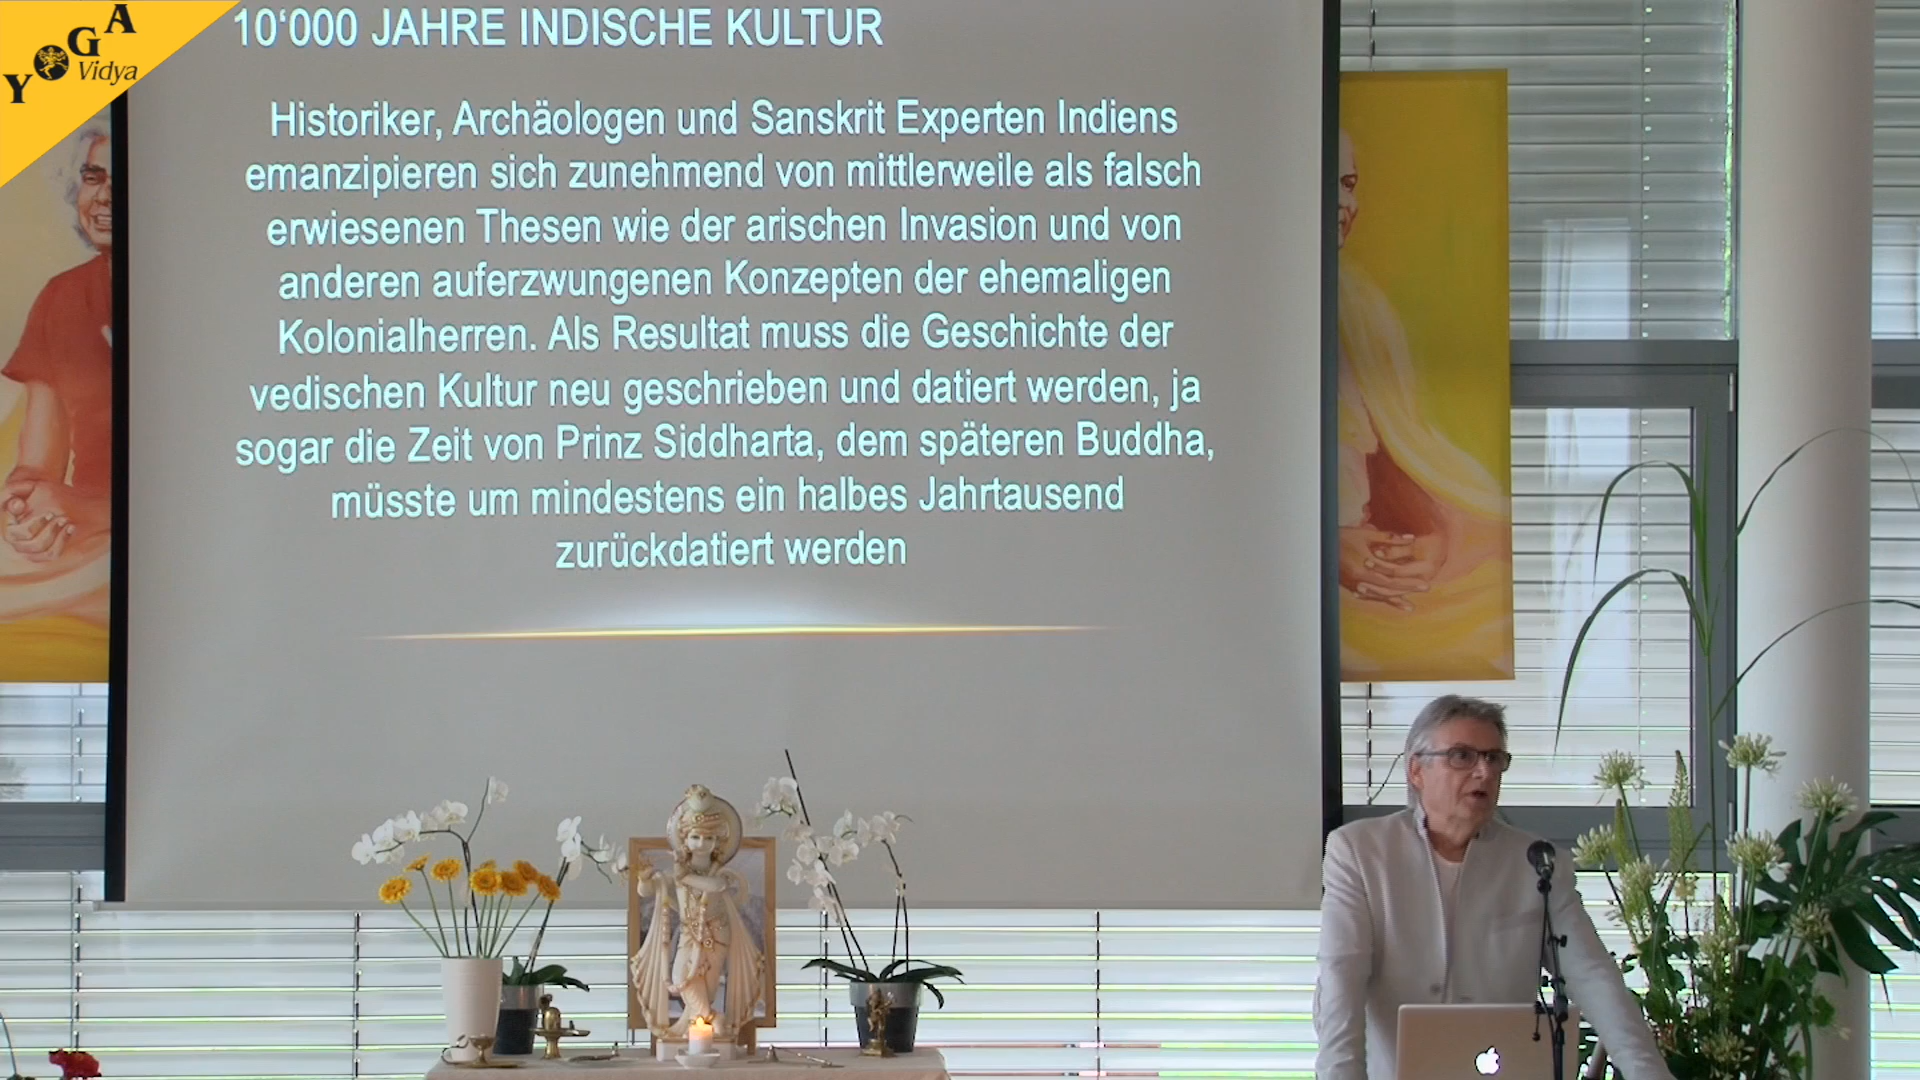 YOGA
Vidya
10‘000 JAHRE INDISCHE KULTUR
Historiker, Archäologen und Sanskrit Experten Indiens
emanzipieren sich zunehmend von mittlerweile als falsch
erwiesenen Thesen wie der arischen Invasion und von
anderen auferzwungenen Konzepten der ehemaligen
Kolonialherren. Als Resultat muss die Geschichte der
vedischen Kultur neu geschrieben und datiert werden, ja
sogar die Zeit von Prinz Siddharta, dem späteren Buddha,
müsste um mindestens ein halbes Jahrtausend
zurückdatiert werden